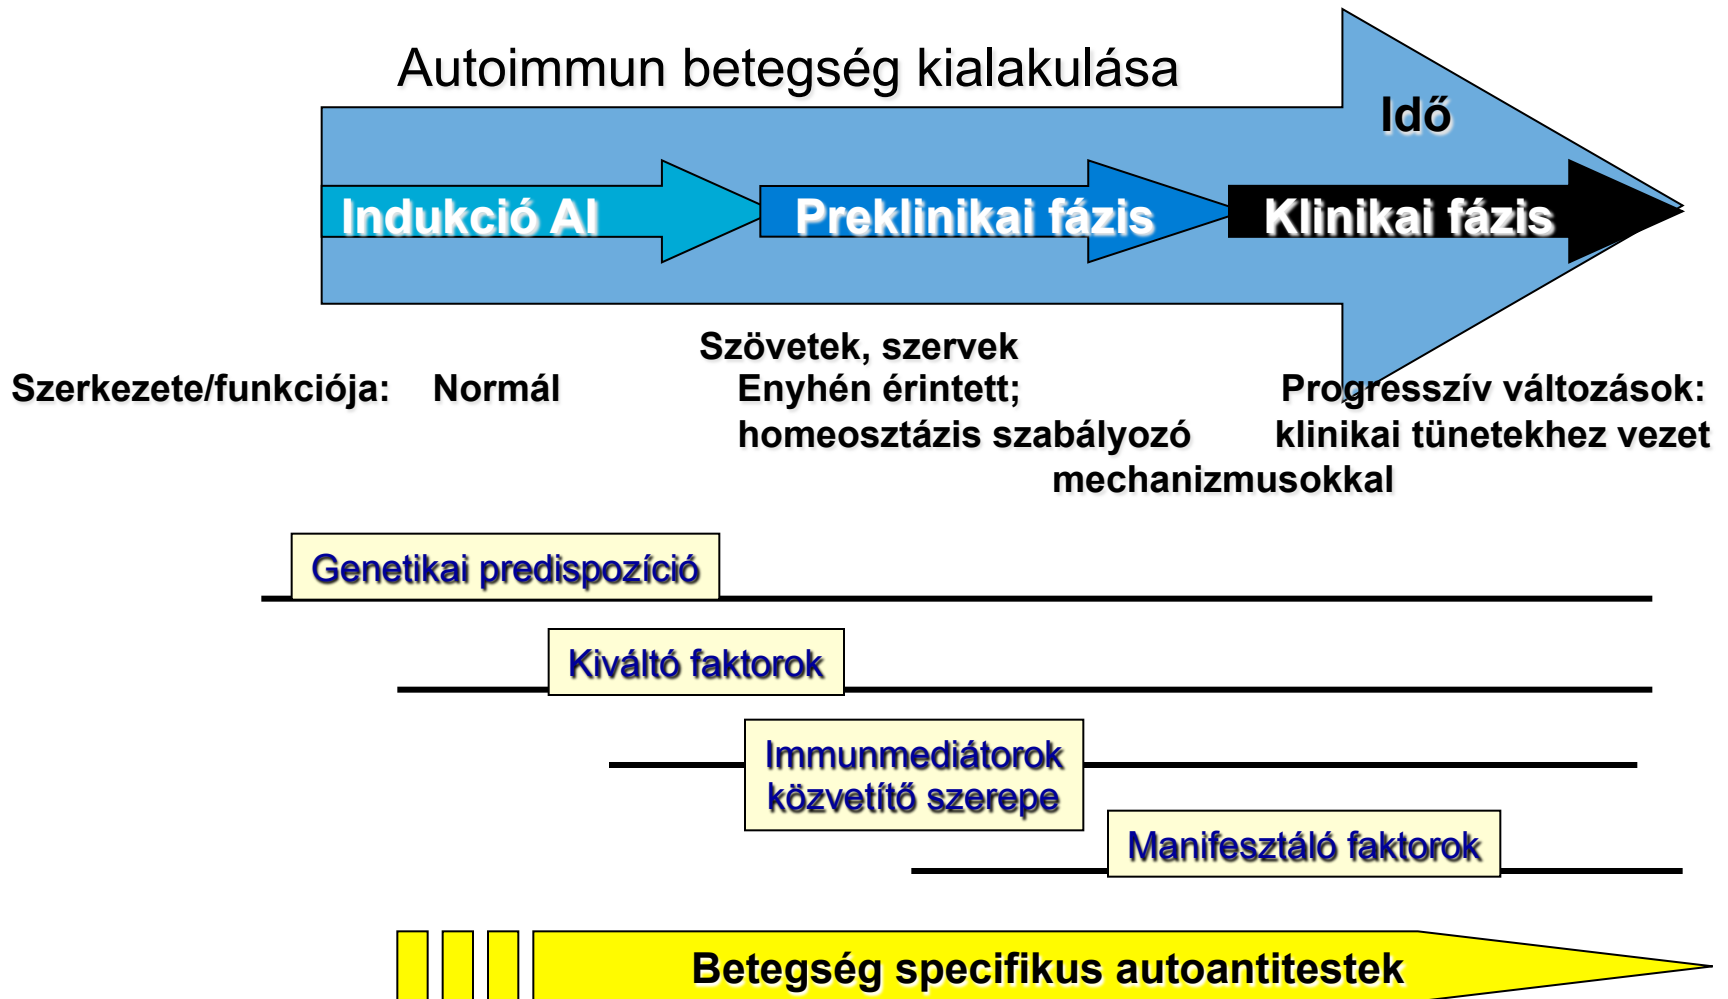 Autoimmun betegség kialakulása
Idő
Indukció AI
Preklinikai fázis
Klinikai fázis
Szövetek, szervek
Szerkezete/funkciója: Normál Enyhén érintett; Progresszív változások:
homeosztázis szabályozó klinikai tünetekhez vezet
mechanizmusokkal
Genetikai predispozíció
Kiváltó faktorok
Immunmediátorok
közvetítő szerepe
Manifesztáló faktorok
Betegség specifikus autoantitestek